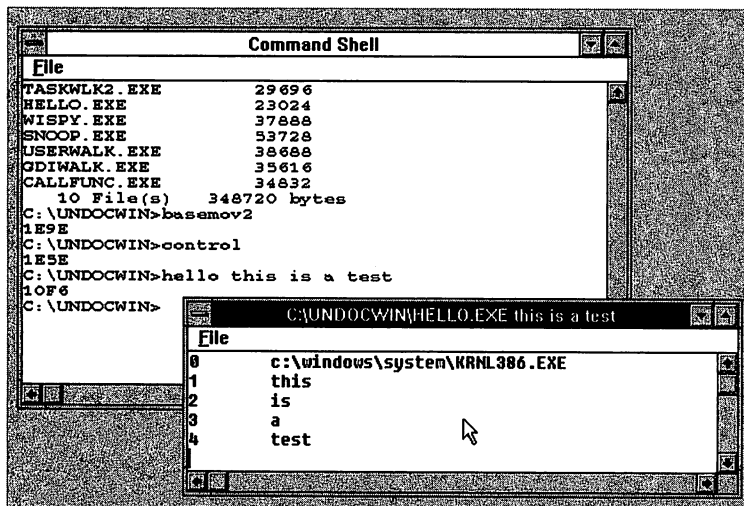 Command Shell
File
TASKWLK2.EXE 29696
HELLO.EXE 23024
WISPY.EXE 37888
SNOOP.EXE 53728
USERWALK.EXE 38688
GDIWALK.EXE 35616
CALLFUNC.EXE 34832
10 File(s) 348720 bytes
C:\UNDOCWIN>basemov2
1E9E
C:\UNDOCWIN>control
1E5E
C:\UNDOCWIN>hello this is a test
10F6
C:\UNDOCWIN>
C:\UNDOCWIN\HELLO.EXE this is a test
File
0 c:\windows\system\KRNL386.EXE
1 this
2 is
3 a
4 test